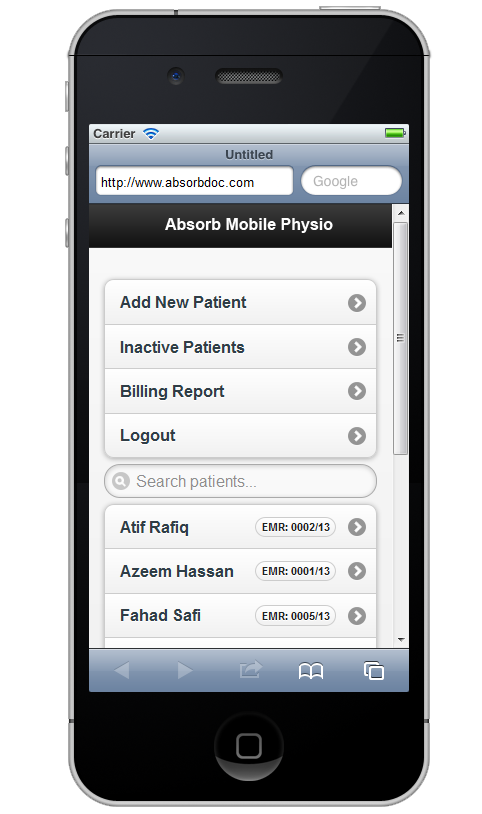 Carrier
Untitled
http://www.absorbdoc.com
Google
Absorb Mobile Physio
Add New Patient
Inactive Patients
Billing Report
Logout
Search patients...
Atif Rafiq EMR: 0002/13
Azeem Hassan EMR: 0001/13
Fahad Safi EMR: 0005/13